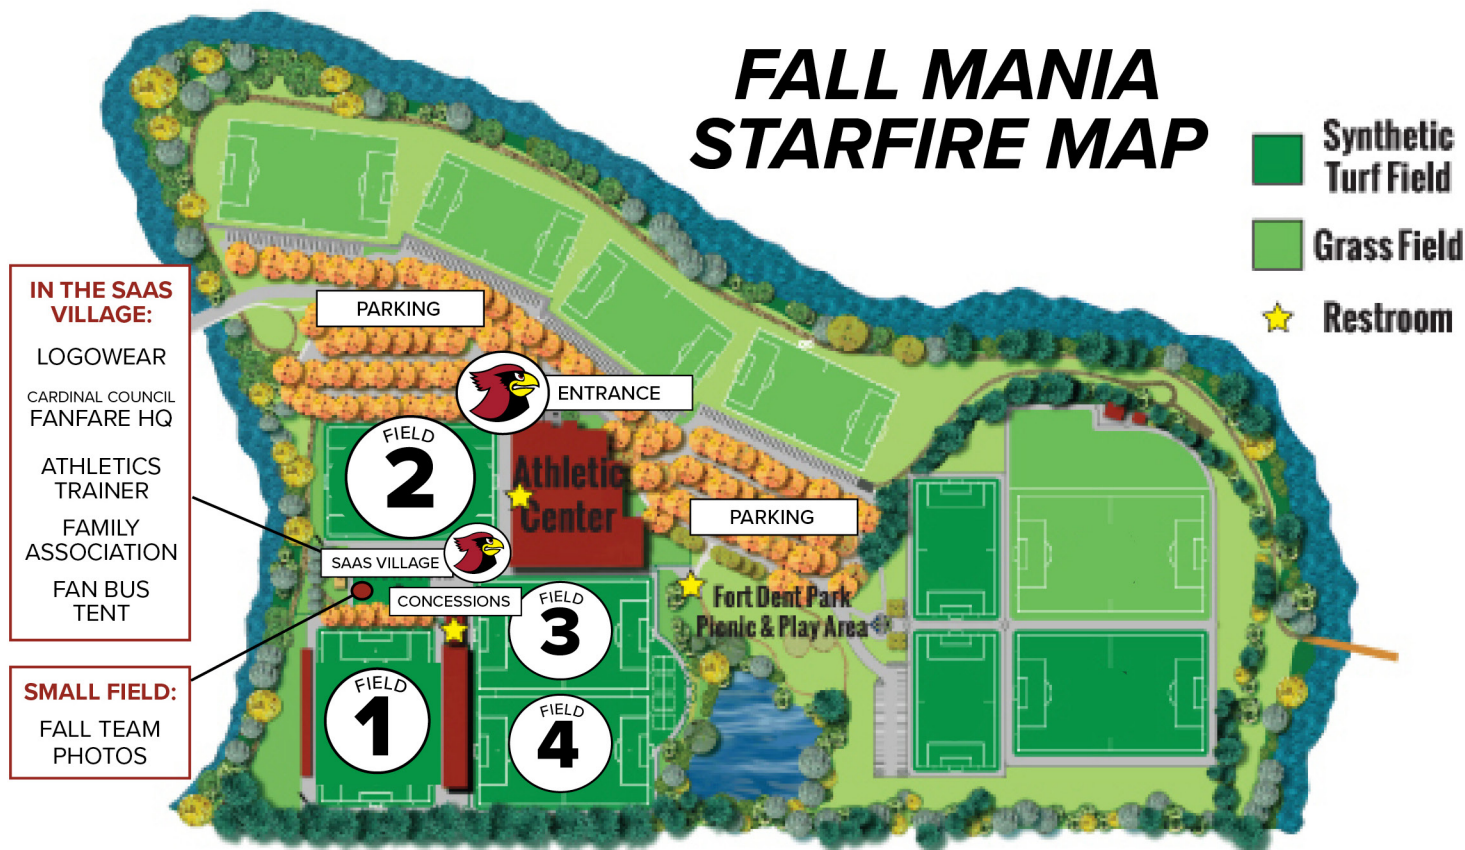 FALL MANIA
STARFIRE MAP
Synthetic
Turf Field
Grass Field
Restroom
IN THE SAAS
VILLAGE:
LOGOWEAR
CARDINAL COUNCIL
FANFARE HQ
ATHLETICS
TRAINER
FAMILY
ASSOCIATION
FAN BUS
TENT
SMALL FIELD:
FALL TEAM
PHOTOS
PARKING
ENTRANCE
FIELD
2
Athletic
Center
PARKING
SAAS VILLAGE
CONCESSIONS
FIELD
3
Fort Dent Park
Picnic & Play Area
FIELD
1
FIELD
4